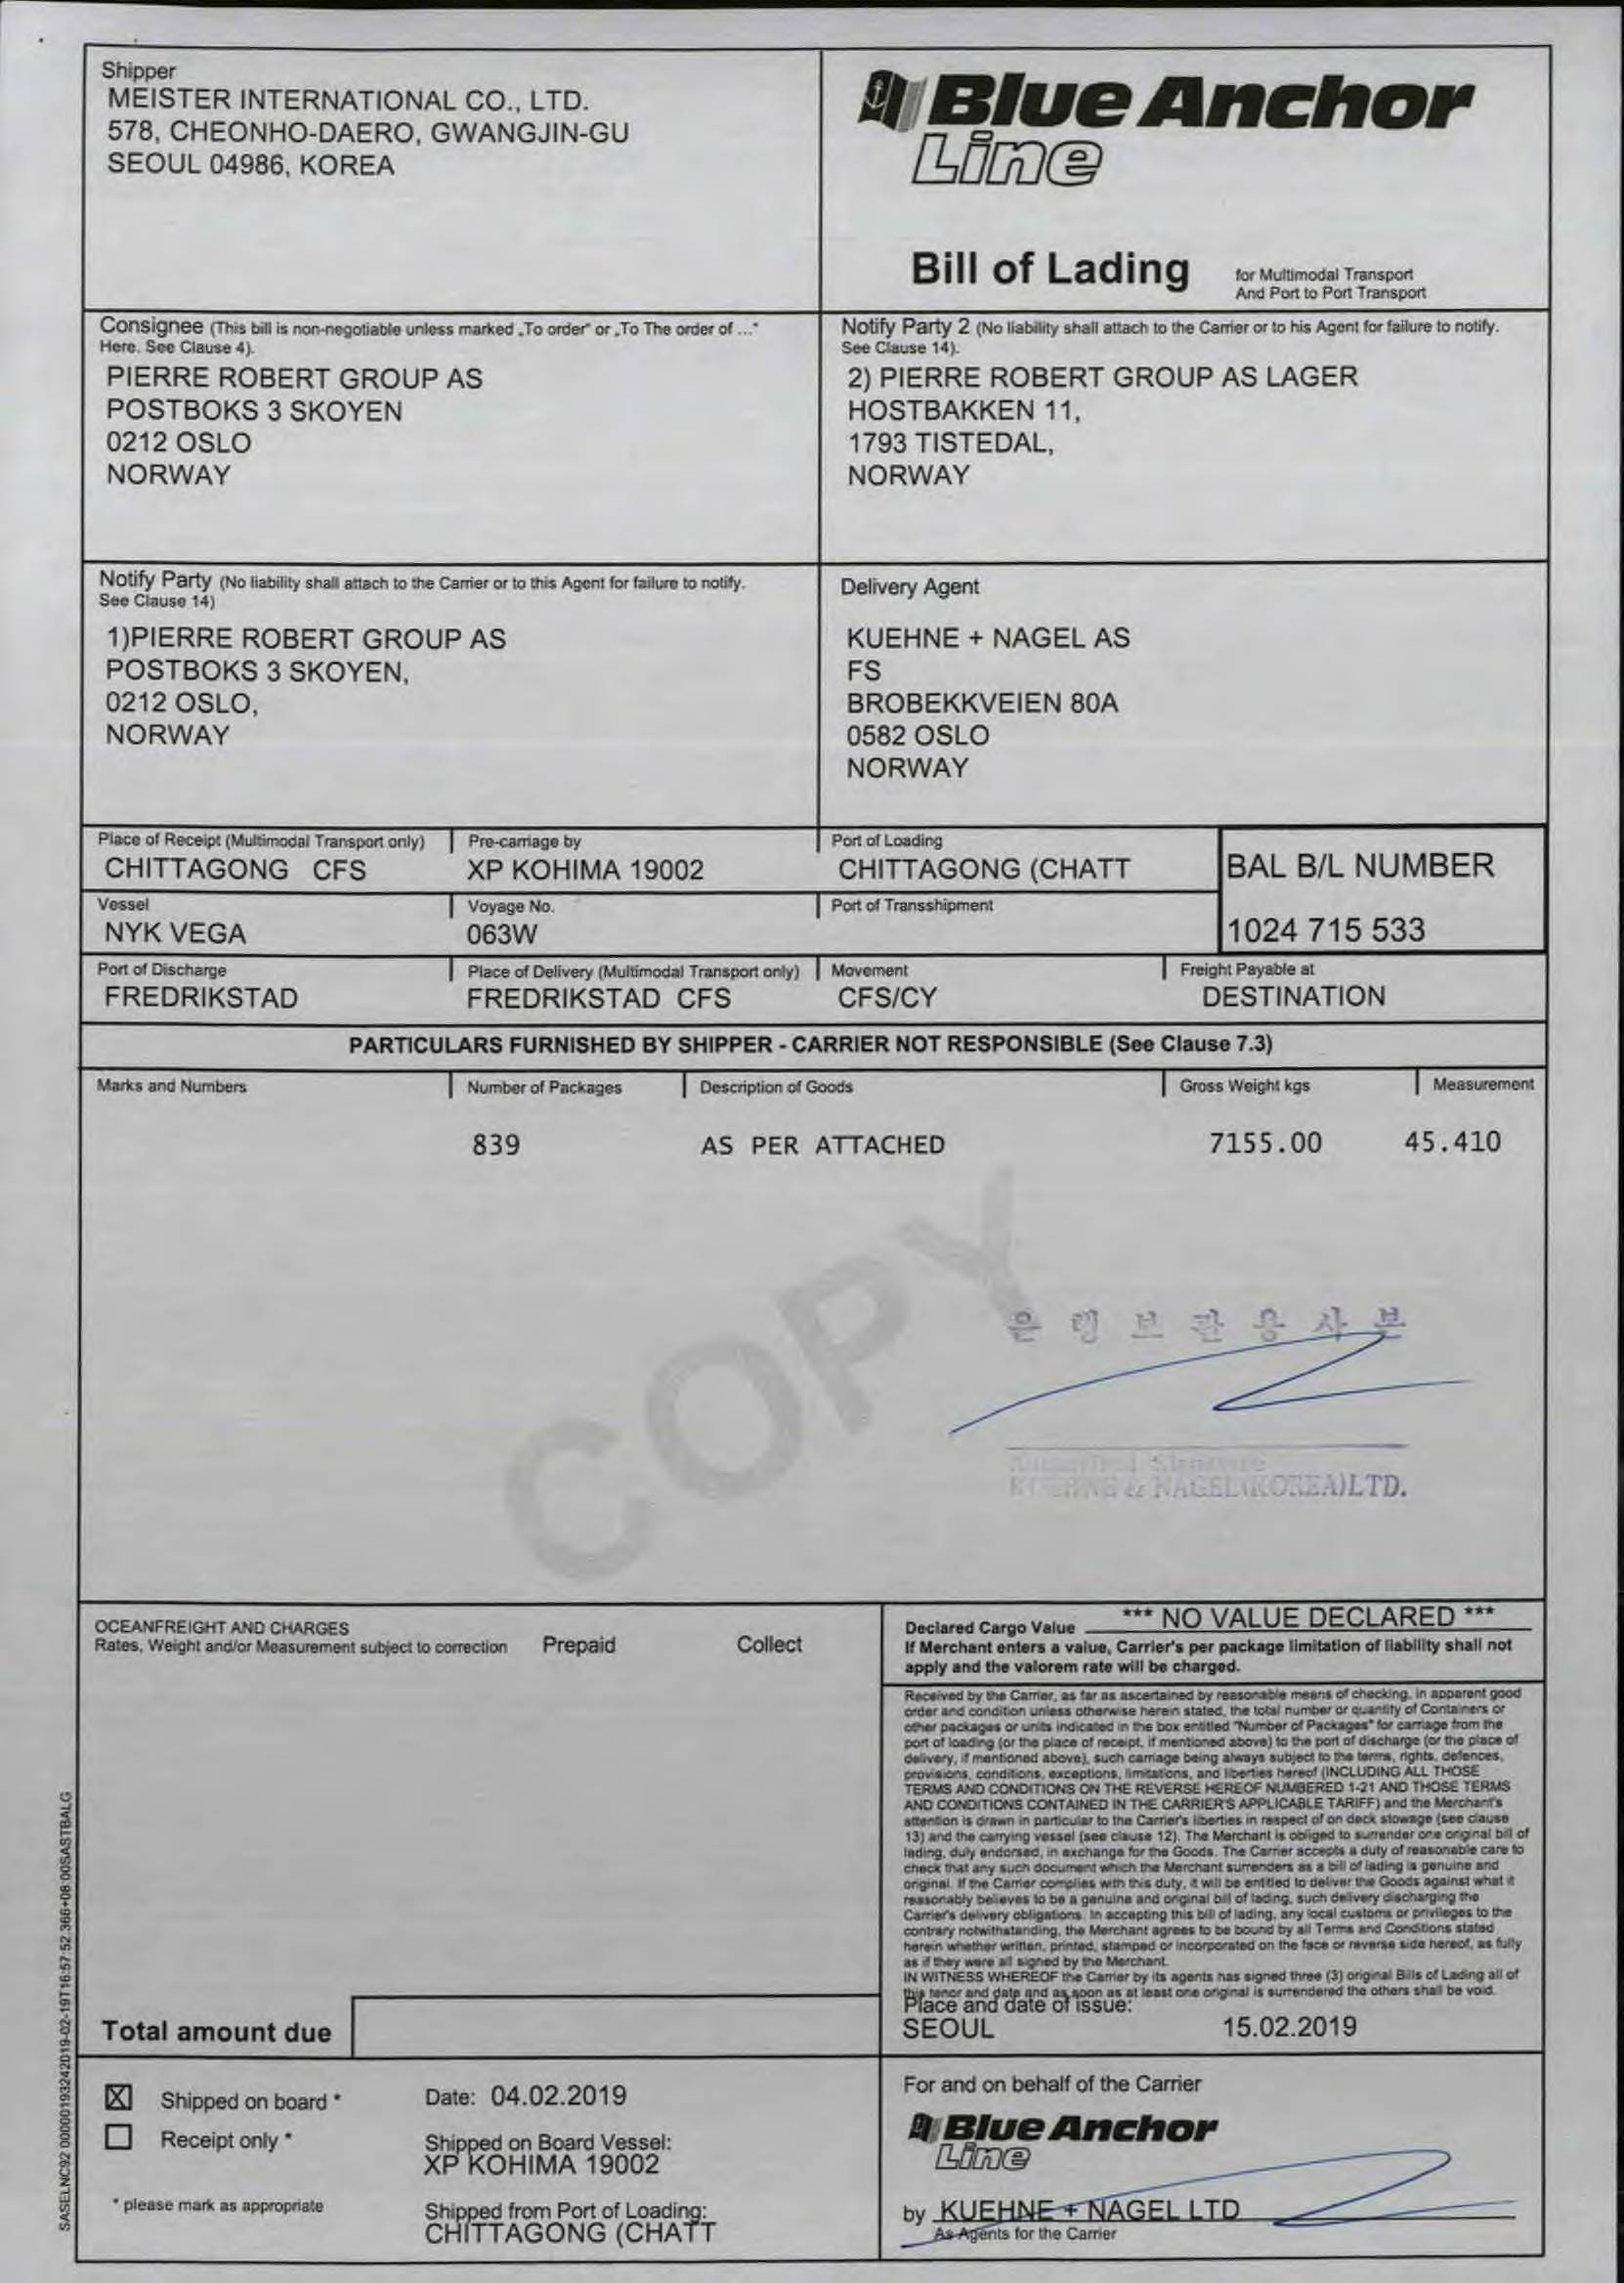 Shipper
MEISTER INTERNATIONAL CO., LTD.
578, CHEONHO-DAERO, GWANGJIN-GU
SEOUL 04986, KOREA
Blue Anchor
Line
Bill of Lading
for Multimodal Transport
And Port to Port Transport
Consignee (This bill is non-negotiable unless marked „To order" or „To The order of ..."
Here. See Clause 4).
PIERRE ROBERT GROUP AS
POSTBOKS 3 SKOYEN
0212 OSLO
NORWAY
Notify Party 2 (No liability shall attach to the Carrier or to his Agent for failure to notify.
See Clause 14).
2) PIERRE ROBERT GROUP AS LAGER
HOSTBAKKEN 11,
1793 TISTEDAL,
NORWAY
Notify Party (No liability shall attach to the Carrier or to this Agent for failure to notify.
See Clause 14)
1)PIERRE ROBERT GROUP AS
POSTBOKS 3 SKOYEN,
0212 OSLO,
NORWAY
Delivery Agent
KUEHNE + NAGEL AS
FS
BROBEKKVEIEN 80A
0582 OSLO
NORWAY
Place of Receipt (Multimodal Transport only)
CHITTAGONG CFS
Pre-carriage by
XP KOHIMA 19002
Port of Loading
CHITTAGONG (CHATT
BAL B/L NUMBER
1024 715 533
Vessel
NYK VEGA
Voyage No.
063W
Port of Transshipment
Port of Discharge
FREDRIKSTAD
Place of Delivery (Multimodal Transport only)
FREDRIKSTAD CFS
Movement
CFS/CY
Freight Payable at
DESTINATION
PARTICULARS FURNISHED BY SHIPPER - CARRIER NOT RESPONSIBLE (See Clause 7.3)
Marks and Numbers
Number of Packages
Description of Goods
Gross Weight kgs
Measurement
839
AS PER ATTACHED
7155.00
45.410
COPY
은행보관용사본
Authorized Signature
KUEHNE & NAGEL(KOREA)LTD.
OCEANFREIGHT AND CHARGES
Rates, Weight and/or Measurement subject to correction
Prepaid
Collect
Declared Cargo Value *** NO VALUE DECLARED ***
If Merchant enters a value, Carrier's per package limitation of liability shall not
apply and the valorem rate will be charged.
Received by the Carrier, as far as ascertained by reasonable means of checking, in apparent good
order and condition unless otherwise herein stated, the total number or quantity of Containers or
other packages or units indicated in the box entitled "Number of Packages" for carriage from the
port of loading (or the place of receipt, if mentioned above) to the port of discharge (or the place of
delivery, if mentioned above), such carriage being always subject to the terms, rights, defences,
provisions, conditions, exceptions, limitations, and liberties hereof (INCLUDING ALL THOSE
TERMS AND CONDITIONS ON THE REVERSE HEREOF NUMBERED 1-21 AND THOSE TERMS
AND CONDITIONS CONTAINED IN THE CARRIER'S APPLICABLE TARIFF) and the Merchant's
attention is drawn in particular to the Carrier's liberties in respect of on deck stowage (see clause
13) and the carrying vessel (see clause 12). The Merchant is obliged to surrender one original bill of
lading, duly endorsed, in exchange for the Goods. The Carrier accepts a duty of reasonable care to
check that any such document which the Merchant surrenders as a bill of lading is genuine and
original. If the Carrier complies with this duty, it will be entitled to deliver the Goods against what it
reasonably believes to be a genuine and original bill of lading, such delivery discharging the
Carrier's delivery obligations. In accepting this bill of lading, any local customs or privileges to the
contrary notwithstanding, the Merchant agrees to be bound by all Terms and Conditions stated
herein whether written, printed, stamped or incorporated on the face or reverse side hereof, as fully
as if they were all signed by the Merchant.
IN WITNESS WHEREOF the Carrier by its agents has signed three (3) original Bills of Lading all of
this tenor and date and as soon as at least one original is surrendered the others shall be void.
Place and date of issue:
SEOUL 15.02.2019
Total amount due
Shipped on board *
Receipt only *
* please mark as appropriate
Date: 04.02.2019
Shipped on Board Vessel:
XP KOHIMA 19002
Shipped from Port of Loading:
CHITTAGONG (CHATT
For and on behalf of the Carrier
Blue Anchor
Line
by KUEHNE + NAGEL LTD
As Agents for the Carrier
SASELNC92 00000193242019-02-19T16:57:52.366+08:00SASTBALG